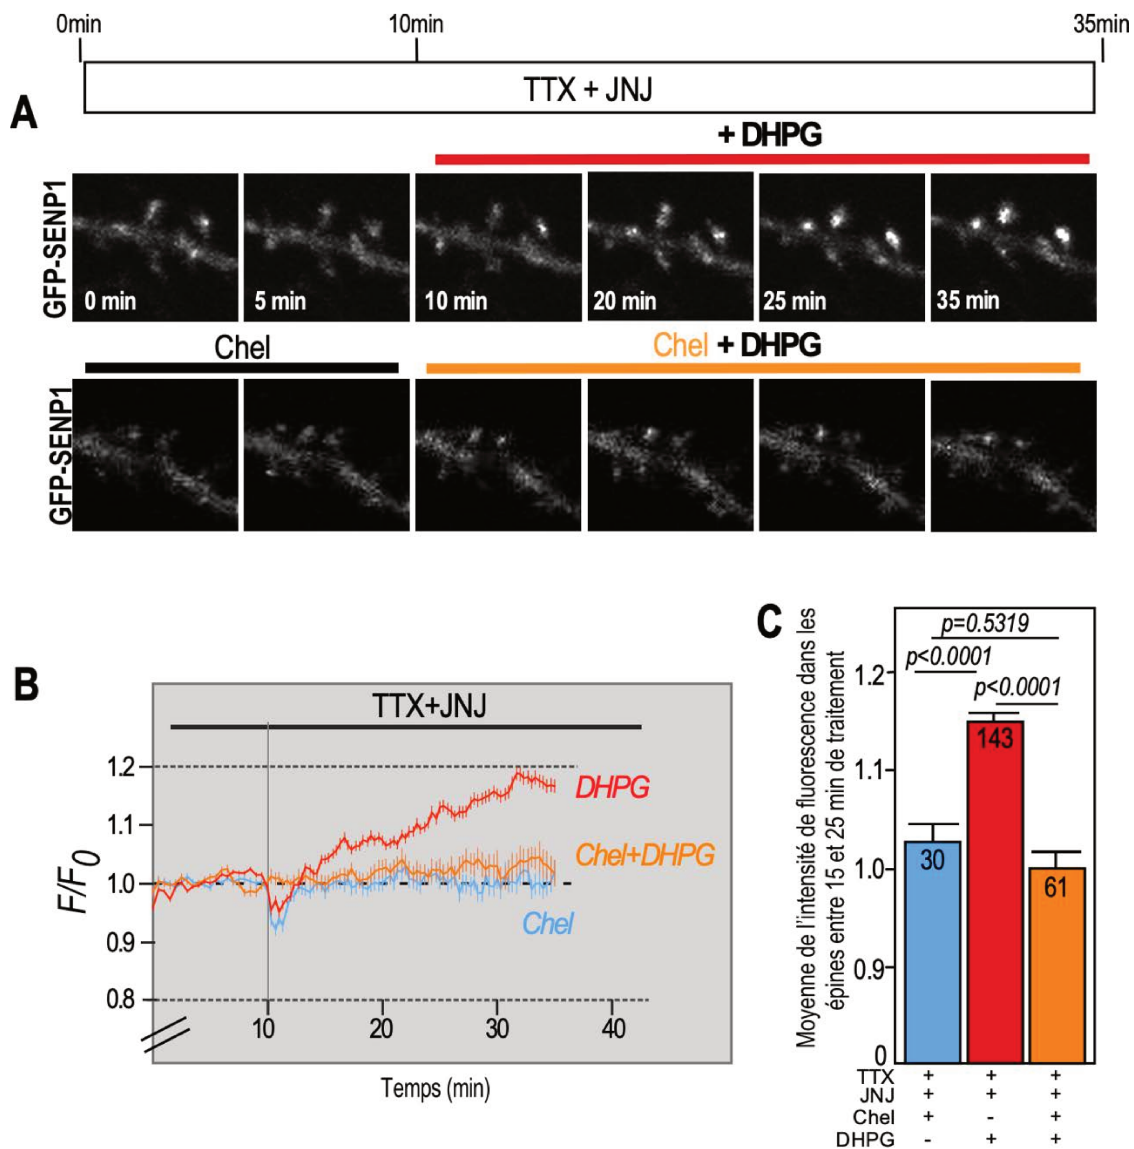 0min 10min 35min
TTX + JNJ
A
+ DHPG
GFP-SENP1
0 min 5 min 10 min 20 min 25 min 35 min
Chel Chel + DHPG
GFP-SENP1
B
TTX+JNJ
F/F0
1.2
1.1
1.0
0.9
0.8
DHPG
Chel+DHPG
Chel
10 20 30 40
Temps (min)
C
Moyenne de l'intensité de fluorescence dans les
épines entre 15 et 25 min de traitement
p=0.5319
p<0.0001
p<0.0001
1.2
1.1
1.0
0.9
0
30 143 61
TTX + + +
JNJ + + +
Chel + - +
DHPG - + +